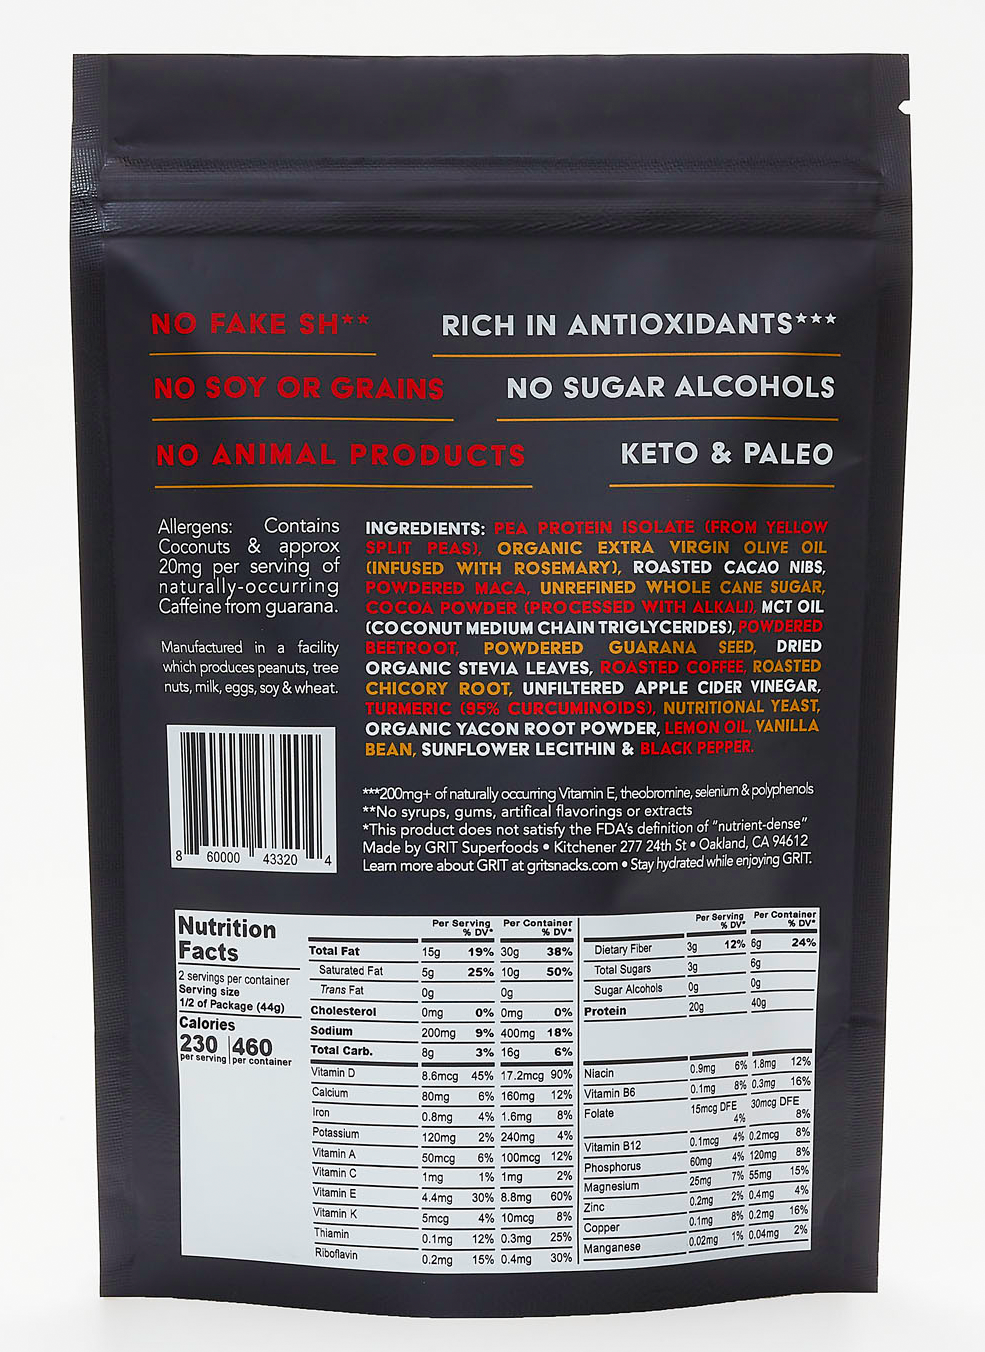 NO FAKE SH**
RICH IN ANTIOXIDANTS***
NO SOY OR GRAINS
NO SUGAR ALCOHOLS
NO ANIMAL PRODUCTS
KETO & PALEO
Allergens: Contains
Coconuts & approx
20mg per serving of
naturally-occurring
Caffeine from guarana.
Manufactured in a facility
which produces peanuts, tree
nuts, milk, eggs, soy & wheat.
8 60000 43320 4
INGREDIENTS: PEA PROTEIN ISOLATE (FROM YELLOW
SPLIT PEAS), ORGANIC EXTRA VIRGIN OLIVE OIL
(INFUSED WITH ROSEMARY), ROASTED CACAO NIBS,
POWDERED MACA, UNREFINED WHOLE CANE SUGAR,
COCOA POWDER (PROCESSED WITH ALKALI), MCT OIL
(COCONUT MEDIUM CHAIN TRIGLYCERIDES), POWDERED
BEETROOT, POWDERED GUARANA SEED, DRIED
ORGANIC STEVIA LEAVES, ROASTED COFFEE, ROASTED
CHICORY ROOT, UNFILTERED APPLE CIDER VINEGAR,
TURMERIC (95% CURCUMINOIDS), NUTRITIONAL YEAST,
ORGANIC YACON ROOT POWDER, LEMON OIL, VANILLA
BEAN, SUNFLOWER LECITHIN & BLACK PEPPER.
***200mg+ of naturally occurring Vitamin E, theobromine, selenium & polyphenols
**No syrups, gums, artifical flavorings or extracts
*This product does not satisfy the FDA's definition of "nutrient-dense"
Made by GRIT Superfoods • Kitchener 277 24th St • Oakland, CA 94612
Learn more about GRIT at gritsnacks.com • Stay hydrated while enjoying GRIT.
Nutrition
Facts
2 servings per container
Serving size
1/2 of Package (44g)
Calories
230 460
per serving per container
Per Serving Per Container
% DV* % DV*
Total Fat 15g 19% 30g 38%
Saturated Fat 5g 25% 10g 50%
Trans Fat 0g 0g
Cholesterol 0mg 0% 0mg 0%
Sodium 200mg 9% 400mg 18%
Total Carb. 8g 3% 16g 6%
Vitamin D 8.6mcg 45% 17.2mcg 90%
Calcium 80mg 6% 160mg 12%
Iron 0.8mg 4% 1.6mg 8%
Potassium 120mg 2% 240mg 4%
Vitamin A 50mcg 6% 100mcg 12%
Vitamin C 1mg 1% 1mg 2%
Vitamin E 4.4mg 30% 8.8mg 60%
Vitamin K 5mcg 4% 10mcg 8%
Thiamin 0.1mg 12% 0.3mg 25%
Riboflavin 0.2mg 15% 0.4mg 30%
Per Serving Per Container
% DV* % DV*
Dietary Fiber 3g 12% 6g 24%
Total Sugars 3g 6g
Sugar Alcohols 0g 0g
Protein 20g 40g
Niacin 0.9mg 6% 1.8mg 12%
Vitamin B6 0.1mg 8% 0.3mg 16%
Folate 15mcg DFE 30mcg DFE
4% 8%
Vitamin B12 0.1mcg 4% 0.2mcg 8%
Phosphorus 60mg 4% 120mg 8%
Magnesium 25mg 7% 55mg 15%
Zinc 0.2mg 2% 0.4mg 4%
Copper 0.1mg 8% 0.2mg 16%
Manganese 0.02mg 1% 0.04mg 2%